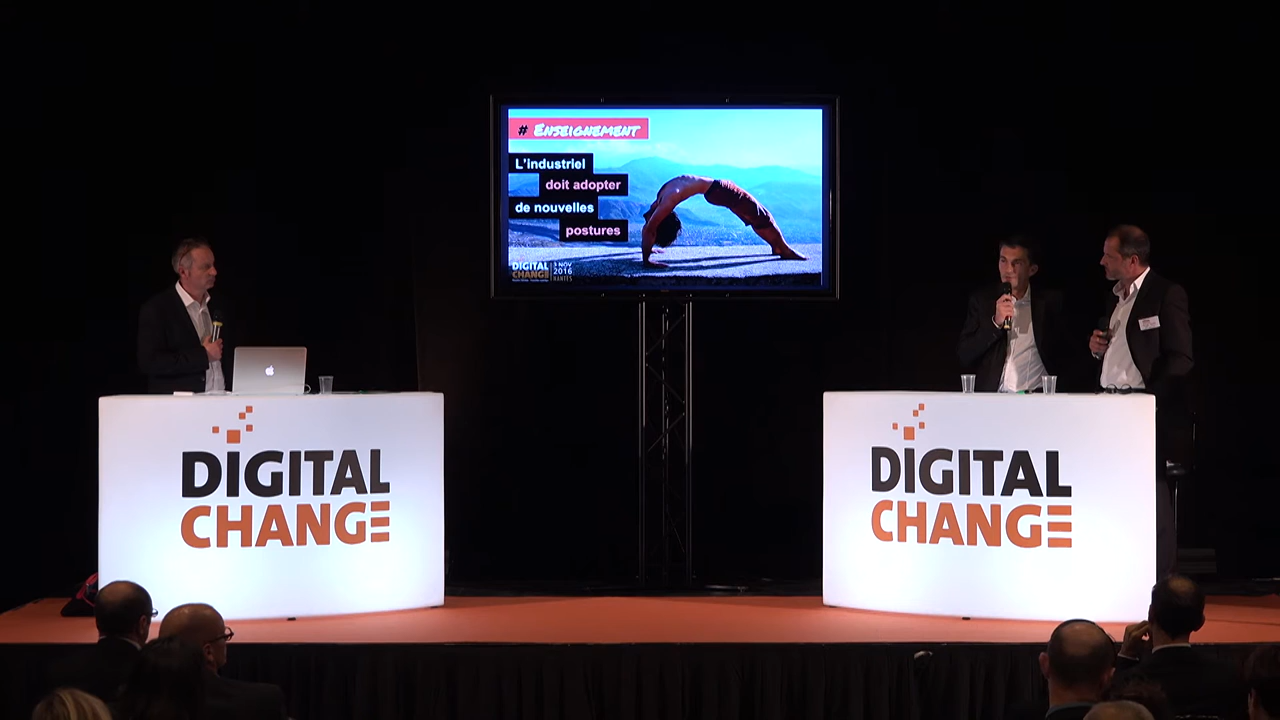 # ENSEIGNEMENT
L'industriel
doit adopter
de nouvelles
postures
DIGITAL
CHANGE
3 NOV
2016
NANTES
DIGITAL
CHANGE
DIGITAL
CHANGE